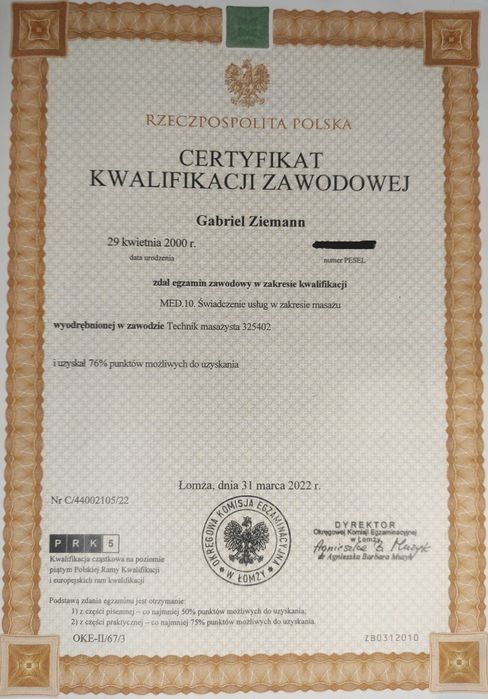 RZECZPOSPOLITA POLSKA
CERTYFIKAT
KWALIFIKACJI ZAWODOWEJ
Gabriel Ziemann
29 kwietnia 2000 r.
data urodzenia
numer PESEL
zdał egzamin zawodowy w zakresie kwalifikacji
MED.10. Świadczenie usług w zakresie masażu
wyodrębnionej w zawodzie Technik masażysta 325402
i uzyskał 76% punktów możliwych do uzyskania
Łomża, dnia 31 marca 2022 r.
Nr C/44002105/22
OKRĘGOWA KOMISJA EGZAMINACYJNA
W ŁOMŻY
DYREKTOR
Okręgowej Komisji Egzaminacyjnej
w Łomży
Agnieszka B. Muzyk
dr Agnieszka Barbara Muzyk
PRK5
Kwalifikacja cząstkowa na poziomie
piątym Polskiej Ramy Kwalifikacji
i europejskich ram kwalifikacji
Podstawą zdania egzaminu jest otrzymanie:
1) z części pisemnej – co najmniej 50% punktów możliwych do uzyskania;
2) z części praktycznej – co najmniej 75% punktów możliwych do uzyskania.
OKE-II/67/3
ZB0312010